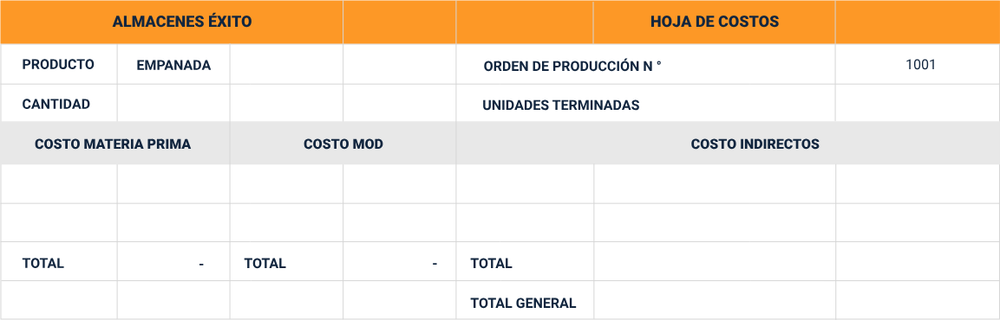 ALMACENES ÉXITO HOJA DE COSTOS
PRODUCTO EMPANADA ORDEN DE PRODUCCIÓN N ° 1001
CANTIDAD UNIDADES TERMINADAS
COSTO MATERIA PRIMA COSTO MOD COSTO INDIRECTOS
TOTAL - TOTAL - TOTAL
TOTAL GENERAL